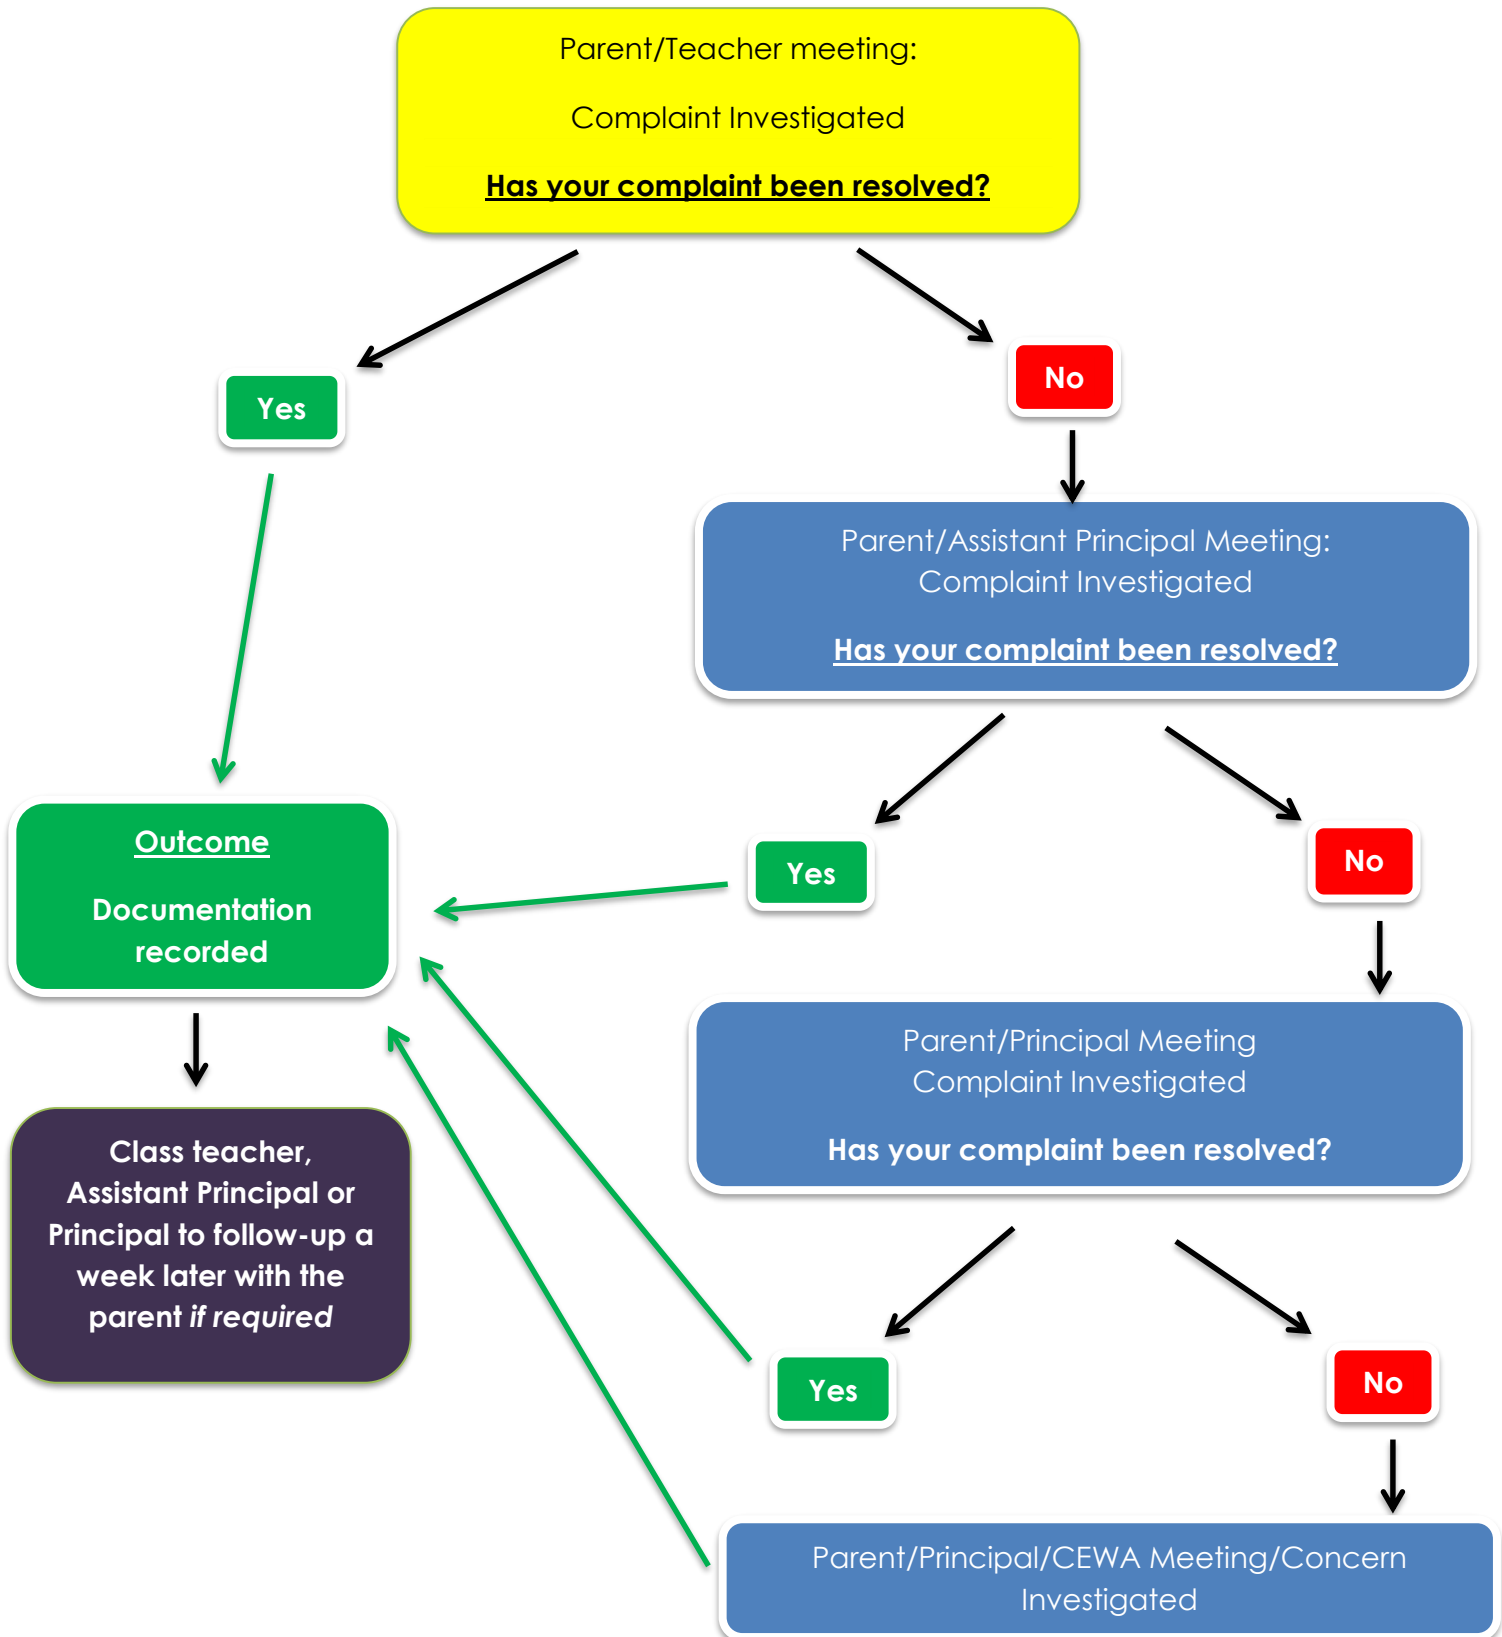 Parent/Teacher meeting:
Complaint Investigated
Has your complaint been resolved?
Yes
No
Parent/Assistant Principal Meeting:
Complaint Investigated
Has your complaint been resolved?
Outcome
Documentation
recorded
Yes
No
Parent/Principal Meeting
Complaint Investigated
Has your complaint been resolved?
Class teacher,
Assistant Principal or
Principal to follow-up a
week later with the
parent if required
Yes
No
Parent/Principal/CEWA Meeting/Concern
Investigated